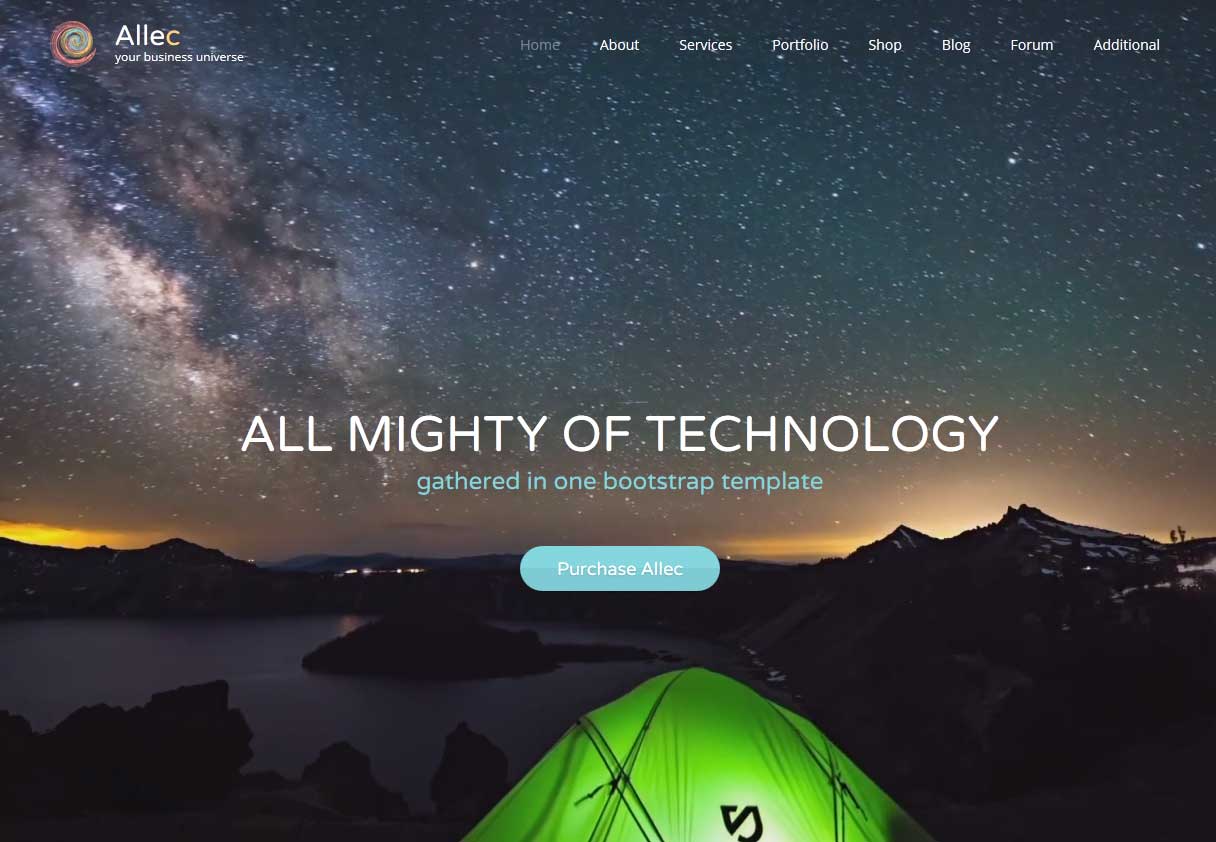 Allec
your business universe
Home About Services Portfolio Shop Blog Forum Additional
ALL MIGHTY OF TECHNOLOGY
gathered in one bootstrap template
Purchase Allec